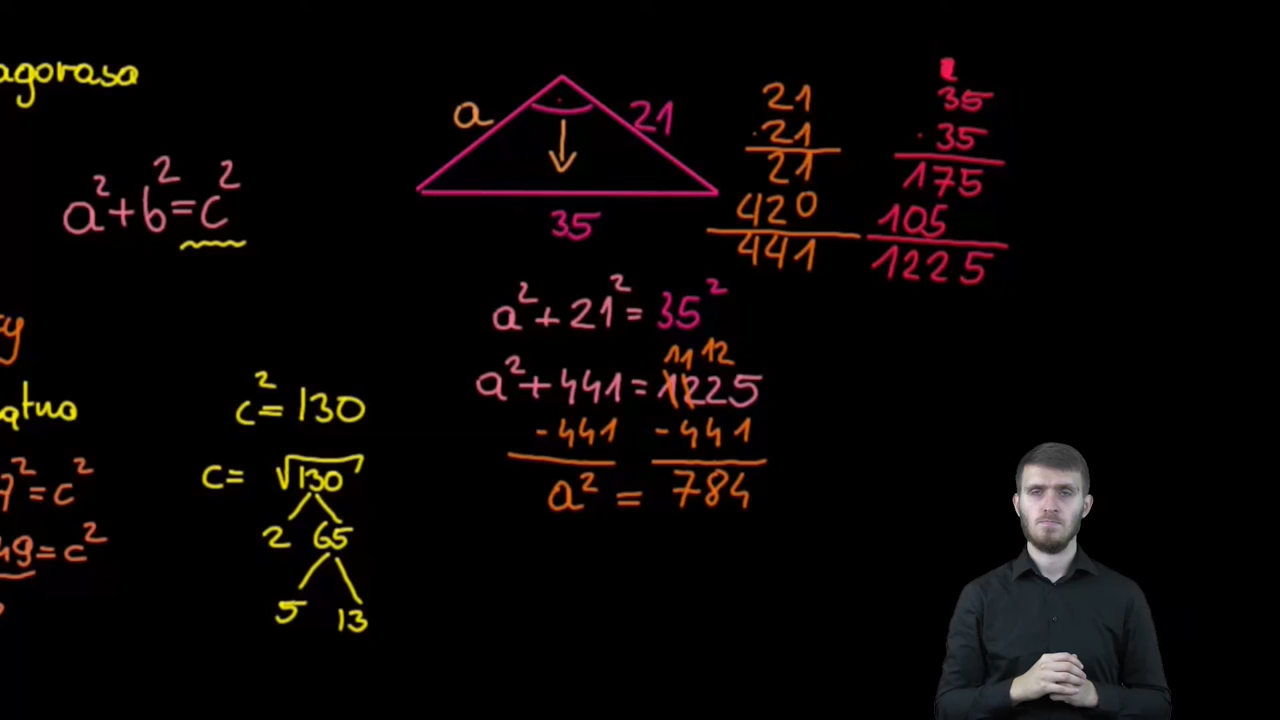 agorasa
a² + b² = c²
c² = 130
c = √130
2 65
5 13
7² = c²
49 = c²
a
21
35
21
· 21
21
420
441
35
· 35
175
105
1225
a² + 21² = 35²
11 12
a² + 441 = 1225
- 441 - 441
a² = 784